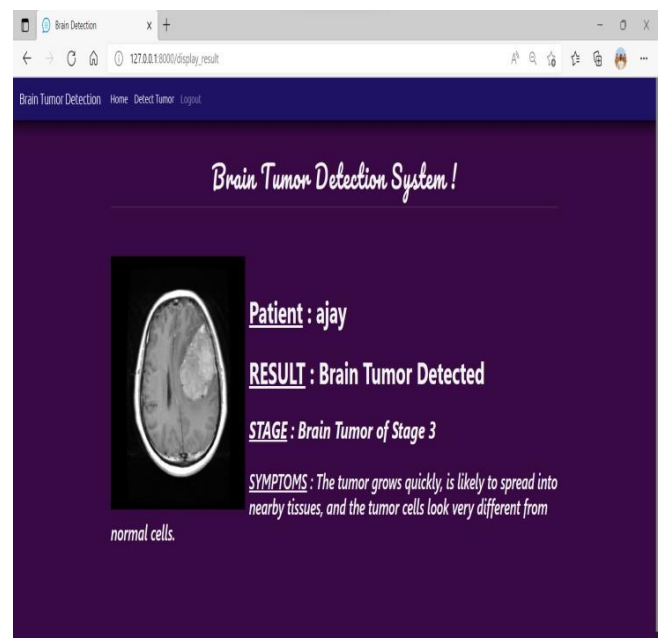 Brain Detection
127.0.0.1:8000/display_result
Brain Tumor Detection Home Detect Tumor Logout
Brain Tumor Detection System !
Patient : ajay
RESULT : Brain Tumor Detected
STAGE : Brain Tumor of Stage 3
SYMPTOMS : The tumor grows quickly, is likely to spread into
nearby tissues, and the tumor cells look very different from
normal cells.